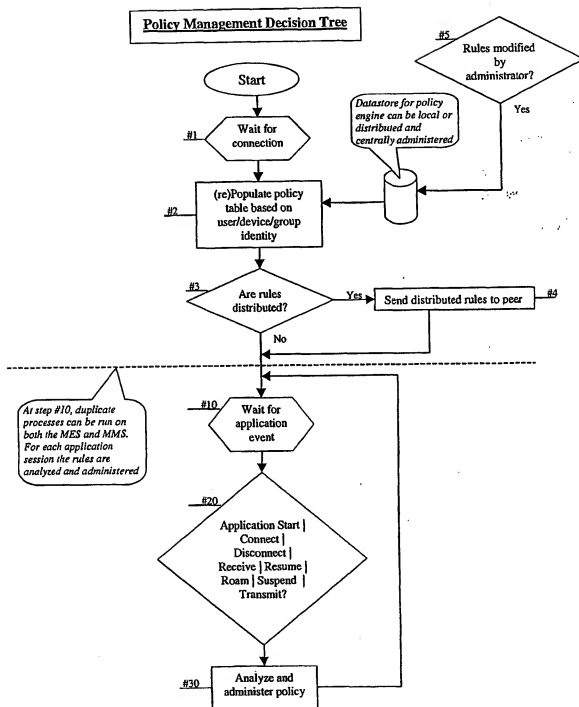 Policy Management Decision Tree
#5
Rules modified
by
administrator?
Yes
Start
Datastore for policy
engine can be local or
distributed and
centrally administered
#1
Wait for
connection
#2
(re)Populate policy
table based on
user/device/group
identity
#3
Are rules
distributed?
Yes
Send distributed rules to peer
#4
No
At step #10, duplicate
processes can be run on
both the MES and MMS.
For each application
session the rules are
analyzed and administered
#10
Wait for
application
event
#20
Application Start |
Connect |
Disconnect |
Receive | Resume |
Roam | Suspend |
Transmit?
#30
Analyze and
administer policy